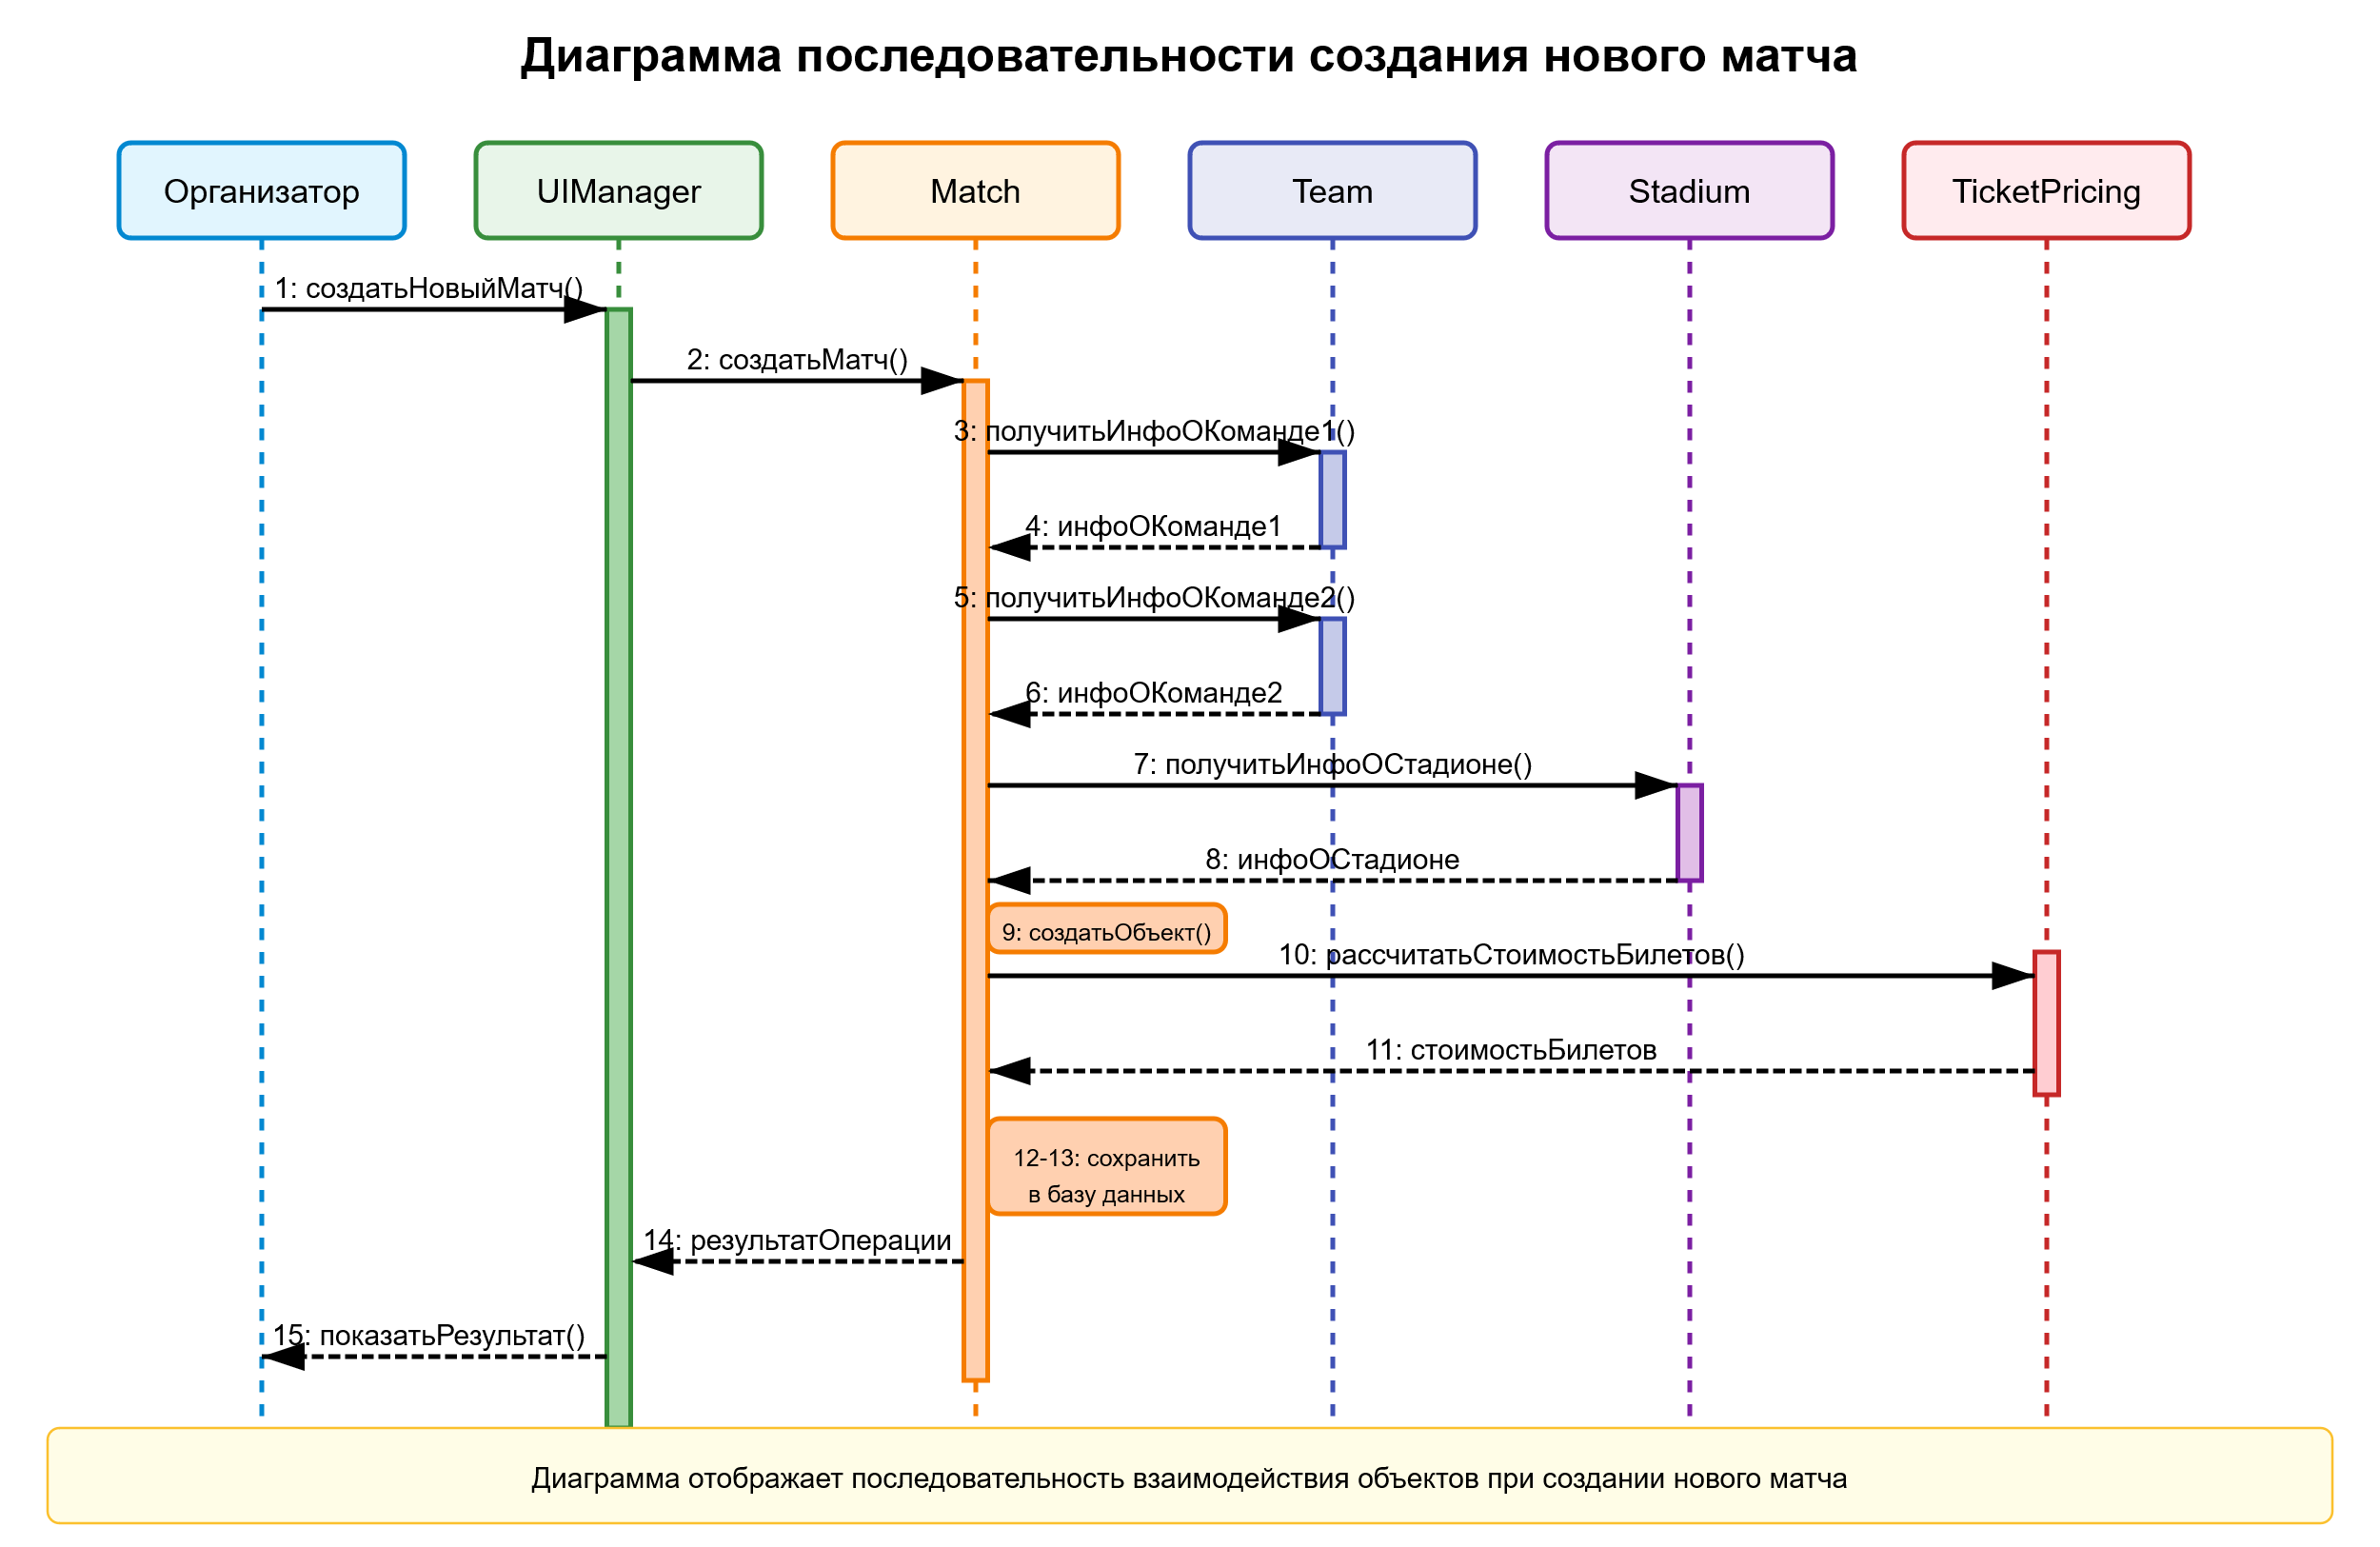 Диаграмма последовательности создания нового матча
Организатор
UIManager
Match
Team
Stadium
TicketPricing
1: создатьНовыйМатч()
2: создатьМатч()
3: получитьИнфоОКоманде1()
4: инфоОКоманде1
5: получитьИнфоОКоманде2()
6: инфоОКоманде2
7: получитьИнфоОСтадионе()
8: инфоОСтадионе
9: создатьОбъект()
10: рассчитатьСтоимостьБилетов()
11: стоимостьБилетов
12-13: сохранить
в базу данных
14: результатОперации
15: показатьРезультат()
Диаграмма отображает последовательность взаимодействия объектов при создании нового матча